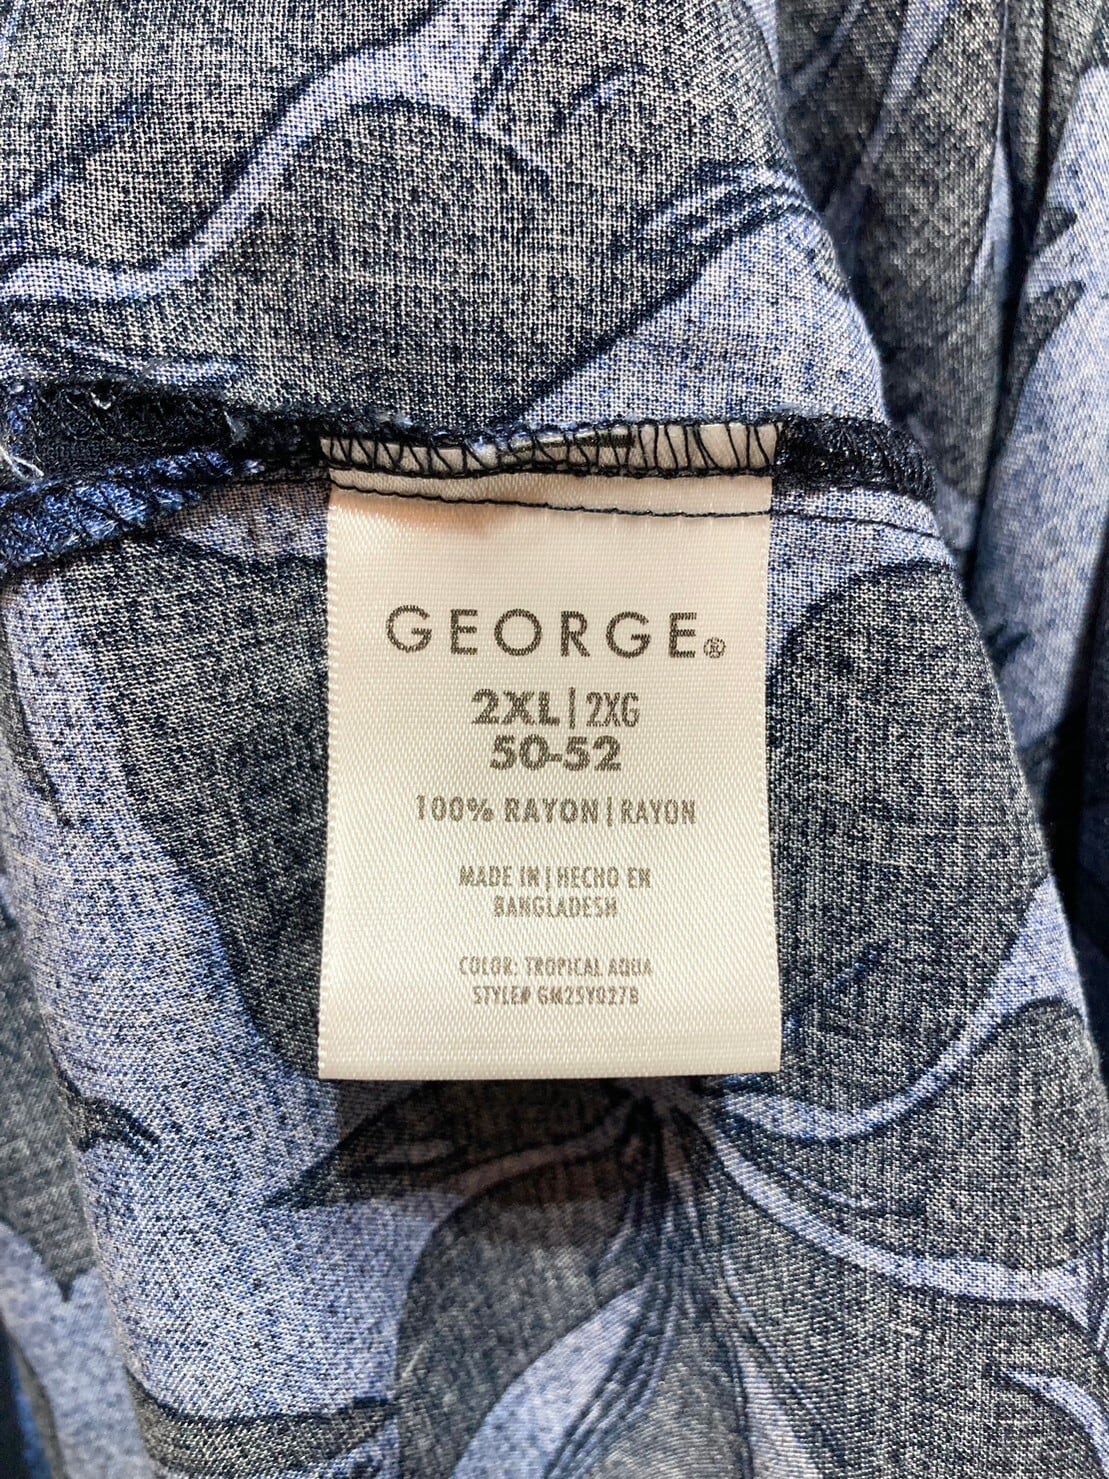 GEORGE®
2XL|2XG
50-52
100% RAYON|RAYON
MADE IN|HECHO EN
BANGLADESH
COLOR: TROPICAL AQUA
STYLE# GM25Y027B